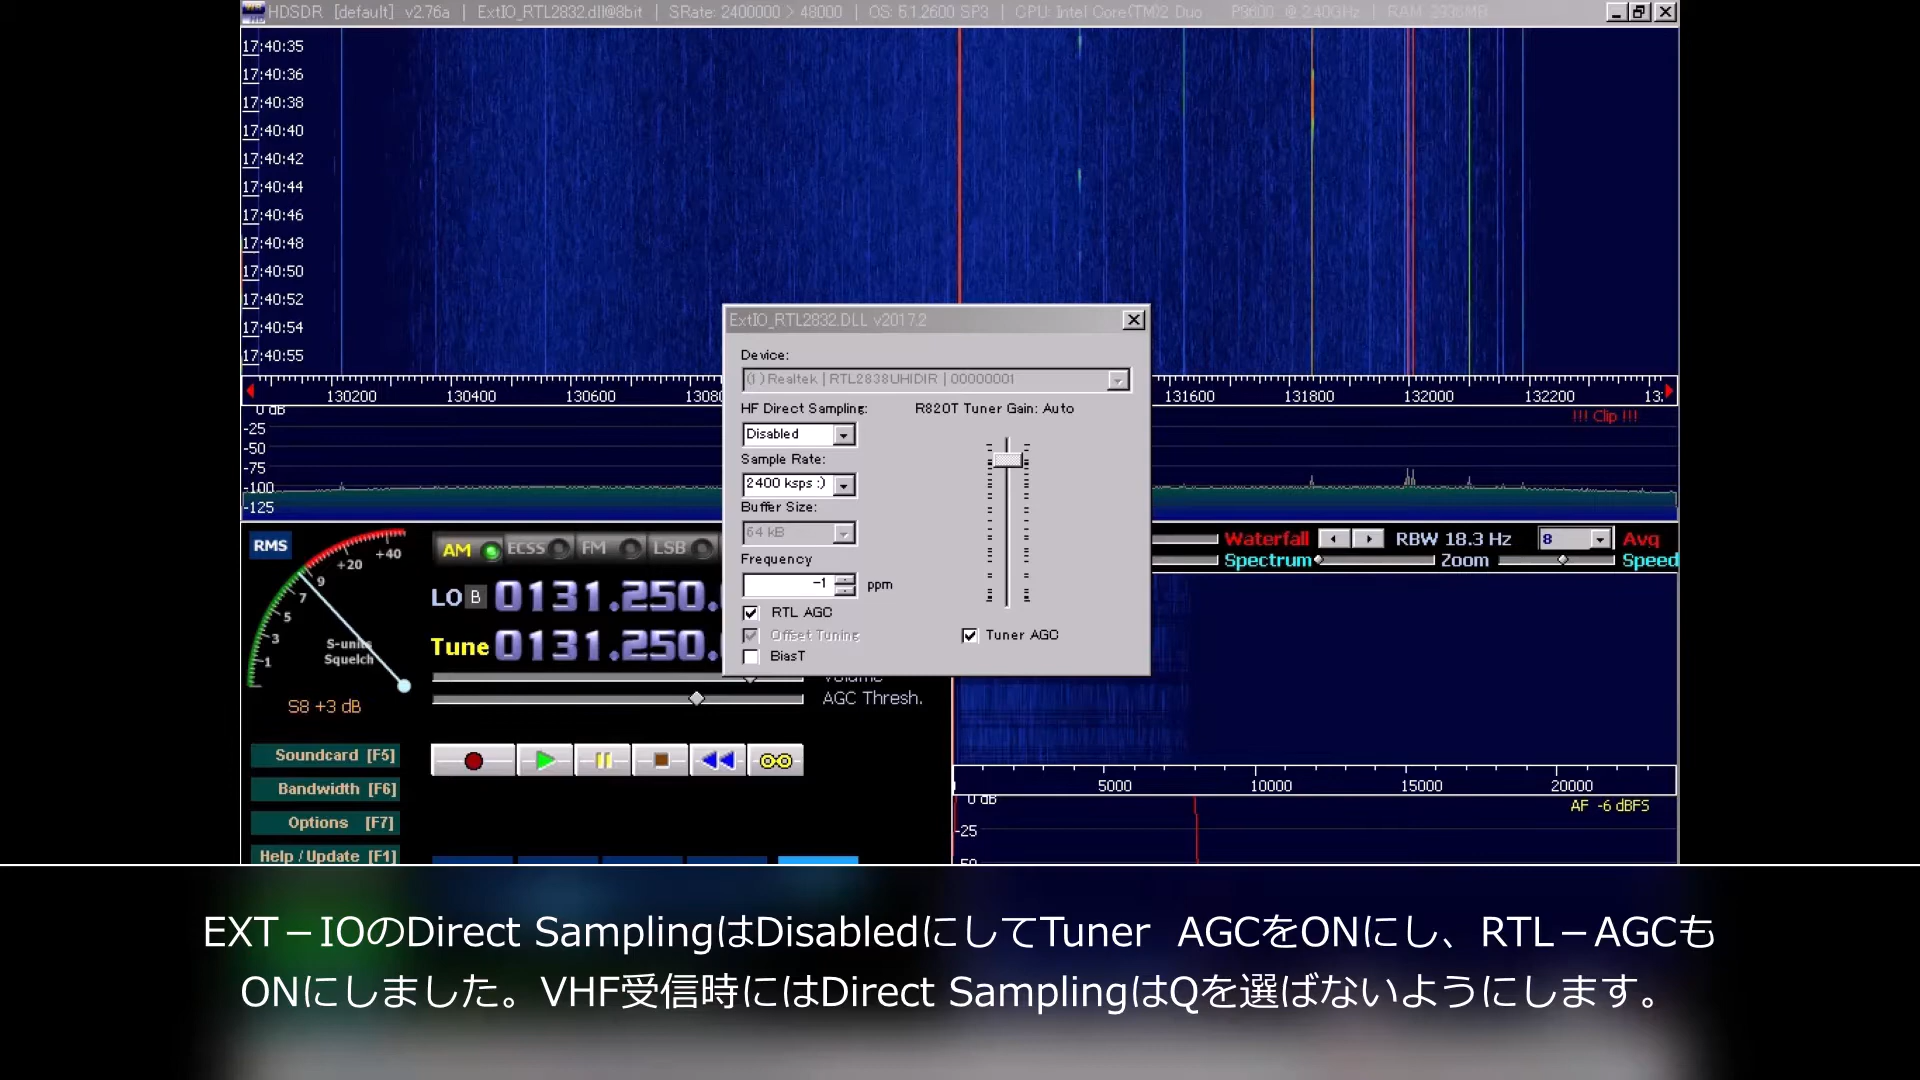 HDSDR [default] v2.76a | ExtIO_RTL2832.dll@8bit | SRate: 2400000 > 48000 | OS: 5.1.2600 SP3 | CPU: Intel Core(TM)2 Duo P8600 @ 2.40GHz | RAM: 2936MB
17:40:35
17:40:36
17:40:38
17:40:40
17:40:42
17:40:44
17:40:46
17:40:48
17:40:50
17:40:52
17:40:54
17:40:55
130200 130400 130600 131600 131800 132000 132200
0 dB
-25
-50
-75
-100
-125
!!! Clip !!!
ExtIO_RTL2832.DLL v2017.2
Device:
(1) Realtek | RTL2838UHIDIR | 00000001
HF Direct Sampling:
R820T Tuner Gain: Auto
Disabled
Sample Rate:
2400 ksps :)
Buffer Size:
64 kB
Frequency
-1 ppm
RTL AGC
Offset Tuning
BiasT
Tuner AGC
Waterfall RBW 18.3 Hz 8 Avg
Spectrum Zoom Speed
RMS
1 3 5 7 9 +20 +40
S-units
Squelch
S8 +3 dB
AM ECSS FM LSB
LO B 0131.250.
Tune 0131.250.
Volume
AGC Thresh.
Soundcard [F5]
Bandwidth [F6]
Options [F7]
Help / Update [F1]
5000 10000 15000 20000
0 dB
-25
-50
AF -6 dBFS
EXT－IOのDirect SamplingはDisabledにしてTuner AGCをONにし、RTL－AGCも
ONにしました。VHF受信時にはDirect SamplingはQを選ばないようにします。